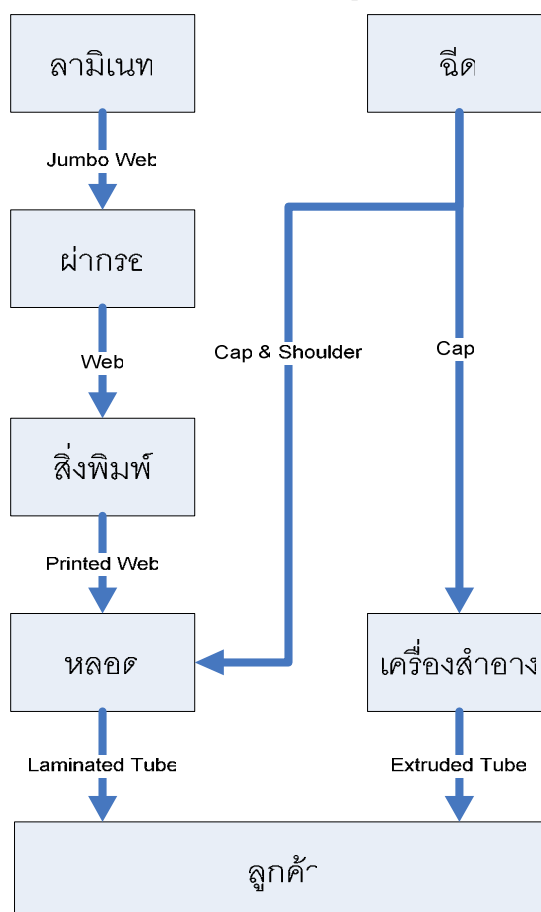 ลามิเนท
ฉีด
Jumbo Web
ผ่ากรอ
Cap & Shoulder
Cap
Web
สิ่งพิมพ์
Printed Web
หลอด
เครื่องสำอาง
Laminated Tube
Extruded Tube
ลูกค้า